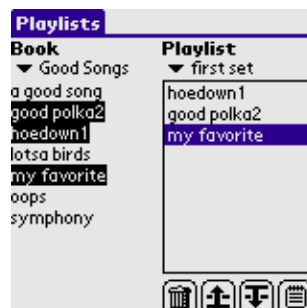 Playlists
Book
Good Songs
a good song
good polka2
hoedown1
lotsa birds
my favorite
oops
symphony
Playlist
first set
hoedown1
good polka2
my favorite